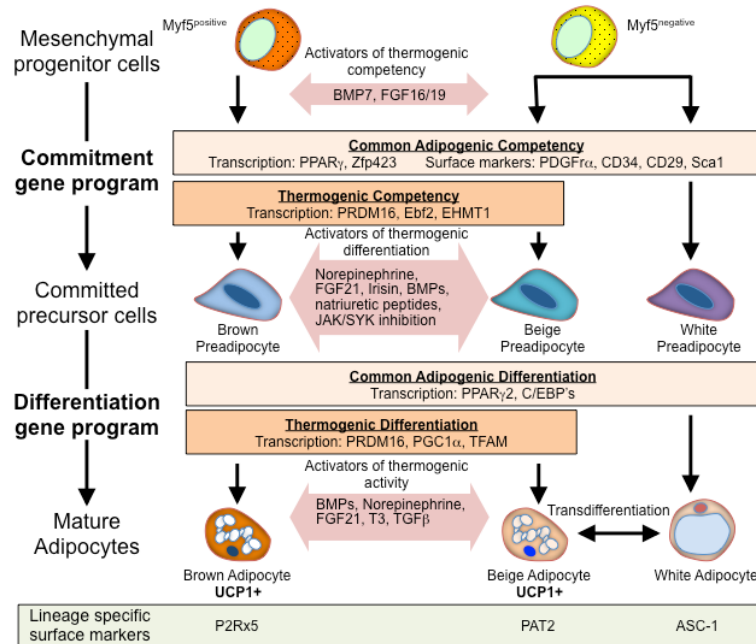 Mesenchymal
progenitor cells
Myf5positive
Myf5negative
Activators of thermogenic
competency
BMP7, FGF16/19
Commitment
gene program
Common Adipogenic Competency
Transcription: PPARγ, Zfp423 Surface markers: PDGFrα, CD34, CD29, Sca1
Thermogenic Competency
Transcription: PRDM16, Ebf2, EHMT1
Activators of thermogenic
differentiation
Norepinephrine,
FGF21, Irisin, BMPs,
natriuretic peptides,
JAK/SYK inhibition
Committed
precursor cells
Brown
Preadipocyte
Beige
Preadipocyte
White
Preadipocyte
Differentiation
gene program
Common Adipogenic Differentiation
Transcription: PPARγ2, C/EBP's
Thermogenic Differentiation
Transcription: PRDM16, PGC1α, TFAM
Activators of thermogenic
activity
BMPs, Norepinephrine,
FGF21, T3, TGFβ
Transdifferentiation
Mature
Adipocytes
Brown Adipocyte
UCP1+
Beige Adipocyte
UCP1+
White Adipocyte
Lineage specific
surface markers
P2Rx5
PAT2
ASC-1